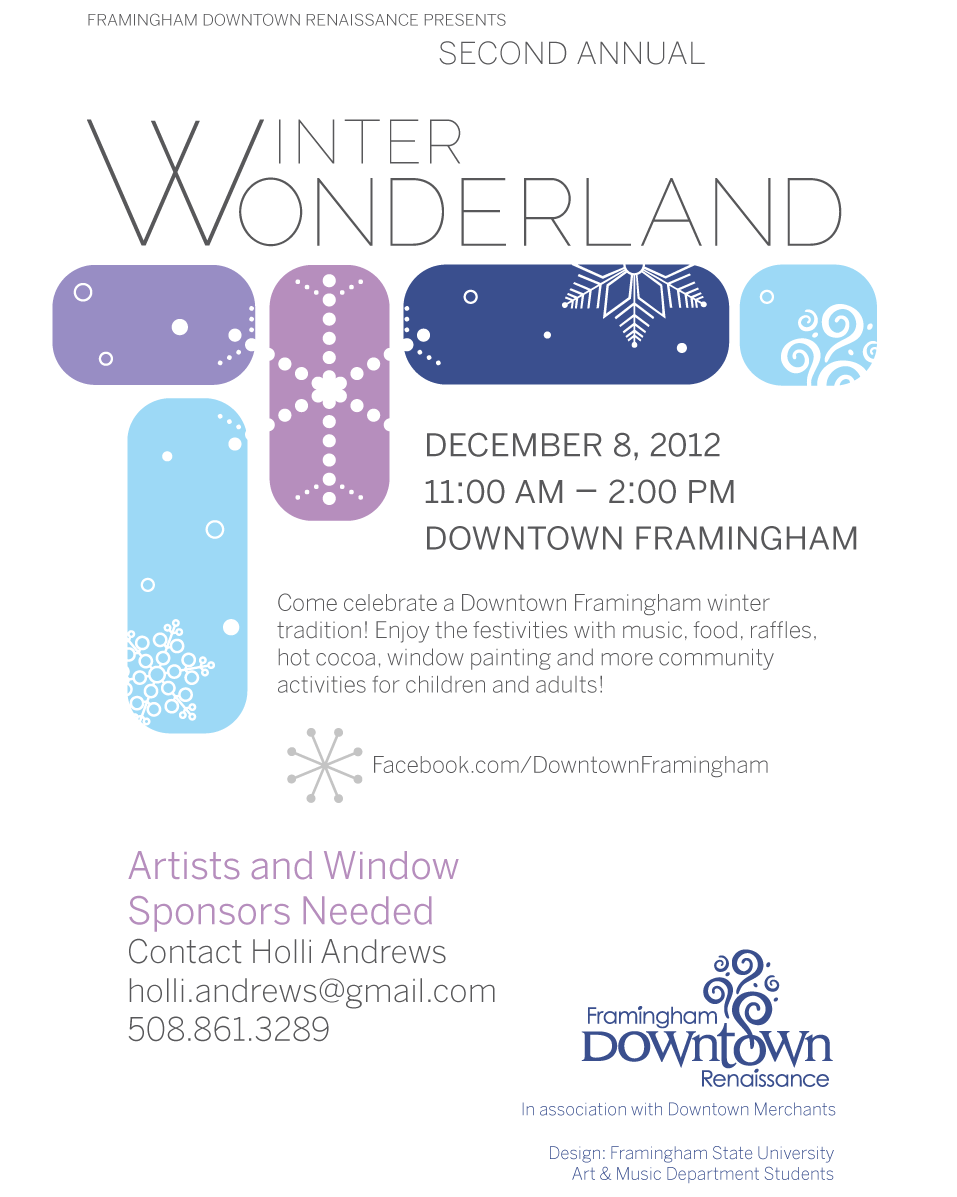 FRAMINGHAM DOWNTOWN RENAISSANCE PRESENTS
SECOND ANNUAL
WINTER
WONDERLAND
DECEMBER 8, 2012
11:00 AM – 2:00 PM
DOWNTOWN FRAMINGHAM
Come celebrate a Downtown Framingham winter
tradition! Enjoy the festivities with music, food, raffles,
hot cocoa, window painting and more community
activities for children and adults!
Facebook.com/DowntownFramingham
Artists and Window
Sponsors Needed
Contact Holli Andrews
holli.andrews@gmail.com
508.861.3289
Framingham
Downtown
Renaissance
In association with Downtown Merchants
Design: Framingham State University
Art & Music Department Students